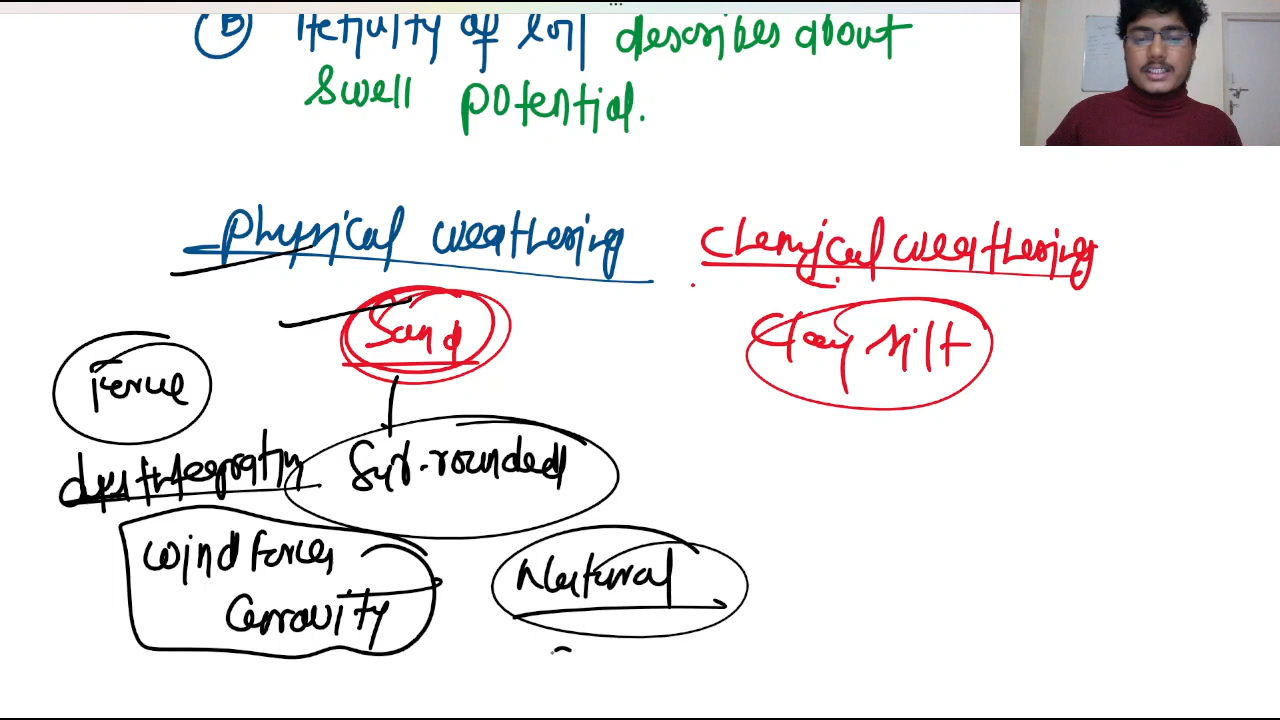 B Activity of soil describes about
swell potential.
Physical weathering
Chemical weathering
Sand
Clay silt
Force
disintegration
Sub-rounded
wind forces
Gravity
Natural